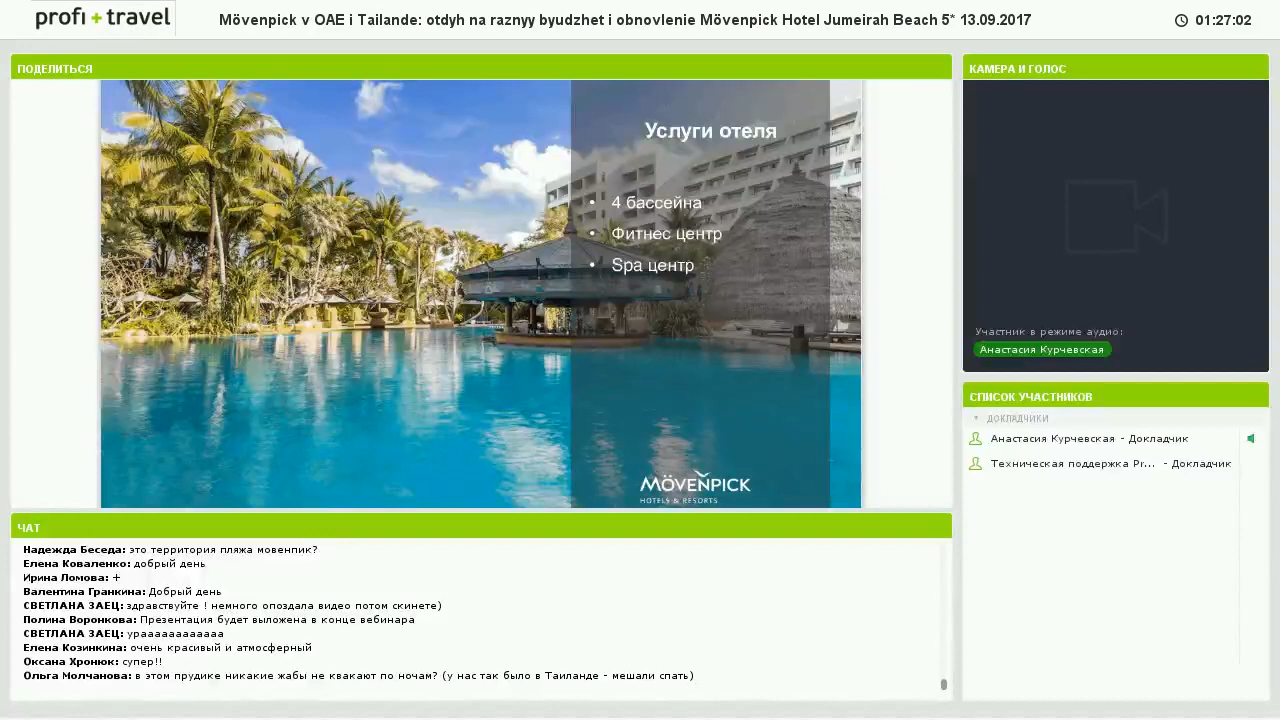 profi + travel
Mövenpick v OAE i Tailande: otdyh na raznyy byudzhet i obnovlenie Mövenpick Hotel Jumeirah Beach 5* 13.09.2017
01:27:02
ПОДЕЛИТЬСЯ
Услуги отеля
• 4 бассейна
• Фитнес центр
• Spa центр
MÖVENPICK
HOTELS & RESORTS
КАМЕРА И ГОЛОС
Участник в режиме аудио:
Анастасия Курчевская
СПИСОК УЧАСТНИКОВ
ДОКЛАДЧИКИ
Анастасия Курчевская - Докладчик
Техническая поддержка Pr... - Докладчик
ЧАТ
Надежда Беседа: это территория пляжа мовенпик?
Елена Коваленко: добрый день
Ирина Ломова: +
Валентина Гранкина: Добрый день
СВЕТЛАНА ЗАЕЦ: здравствуйте ! немного опоздала видео потом скинете)
Полина Воронкова: Презентация будет выложена в конце вебинара
СВЕТЛАНА ЗАЕЦ: ураааааааааааа
Елена Козинкина: очень красивый и атмосферный
Оксана Хронюк: супер!!
Ольга Молчанова: в этом прудике никакие жабы не квакают по ночам? (у нас так было в Таиланде - мешали спать)